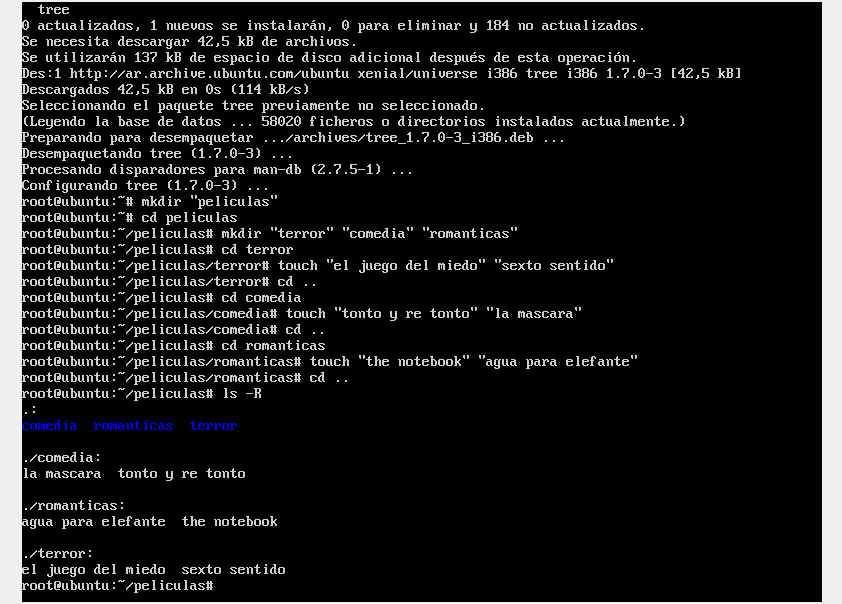 tree
0 actualizados, 1 nuevos se instalarán, 0 para eliminar y 184 no actualizados.
Se necesita descargar 42,5 kB de archivos.
Se utilizarán 137 kB de espacio de disco adicional después de esta operación.
Des:1 http://ar.archive.ubuntu.com/ubuntu xenial/universe i386 tree i386 1.7.0-3 [42,5 kB]
Descargados 42,5 kB en 0s (114 kB/s)
Seleccionando el paquete tree previamente no seleccionado.
(Leyendo la base de datos ... 58020 ficheros o directorios instalados actualmente.)
Preparando para desempaquetar .../archives/tree_1.7.0-3_i386.deb ...
Desempaquetando tree (1.7.0-3) ...
Procesando disparadores para man-db (2.7.5-1) ...
Configurando tree (1.7.0-3) ...
root@ubuntu:~# mkdir "peliculas"
root@ubuntu:~# cd peliculas
root@ubuntu:~/peliculas# mkdir "terror" "comedia" "romanticas"
root@ubuntu:~/peliculas# cd terror
root@ubuntu:~/peliculas/terror# touch "el juego del miedo" "sexto sentido"
root@ubuntu:~/peliculas/terror# cd ..
root@ubuntu:~/peliculas# cd comedia
root@ubuntu:~/peliculas/comedia# touch "tonto y re tonto" "la mascara"
root@ubuntu:~/peliculas/comedia# cd ..
root@ubuntu:~/peliculas# cd romanticas
root@ubuntu:~/peliculas/romanticas# touch "the notebook" "agua para elefante"
root@ubuntu:~/peliculas/romanticas# cd ..
root@ubuntu:~/peliculas# ls -R
.:
comedia  romanticas  terror

./comedia:
la mascara  tonto y re tonto

./romanticas:
agua para elefante  the notebook

./terror:
el juego del miedo  sexto sentido
root@ubuntu:~/peliculas#